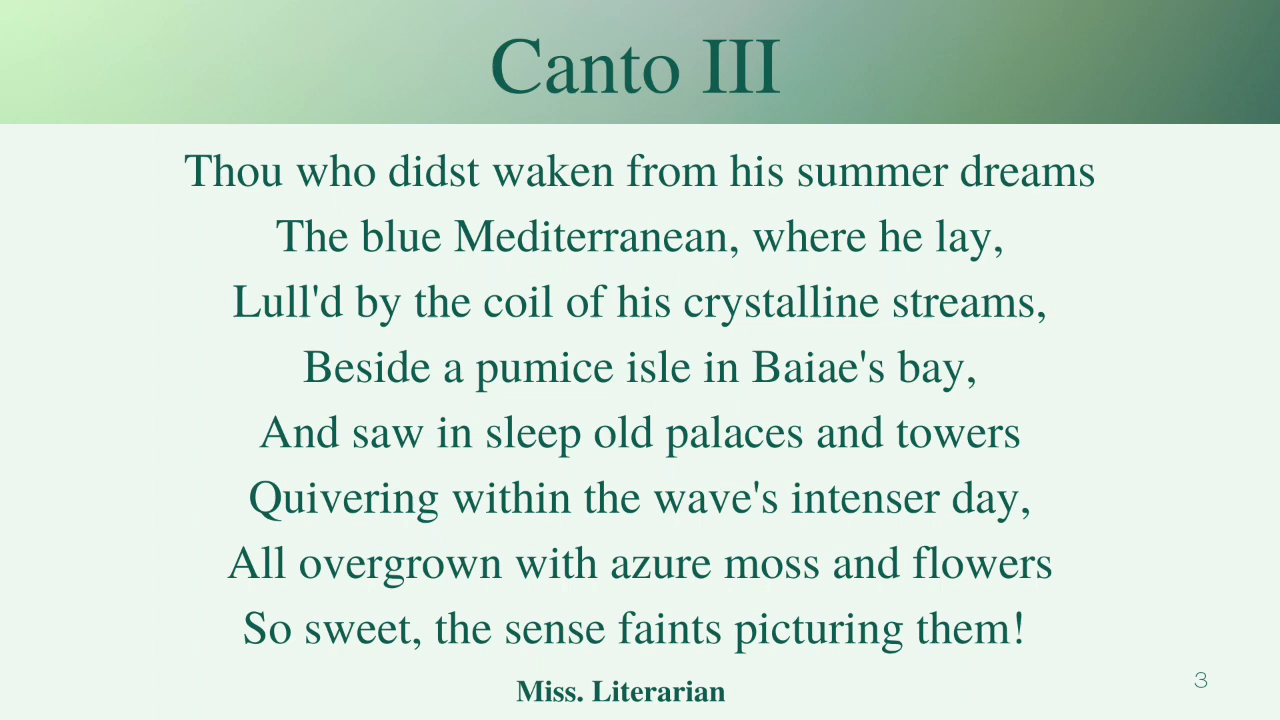 Canto III
Thou who didst waken from his summer dreams
The blue Mediterranean, where he lay,
Lull'd by the coil of his crystalline streams,
Beside a pumice isle in Baiae's bay,
And saw in sleep old palaces and towers
Quivering within the wave's intenser day,
All overgrown with azure moss and flowers
So sweet, the sense faints picturing them!
Miss. Literarian
3